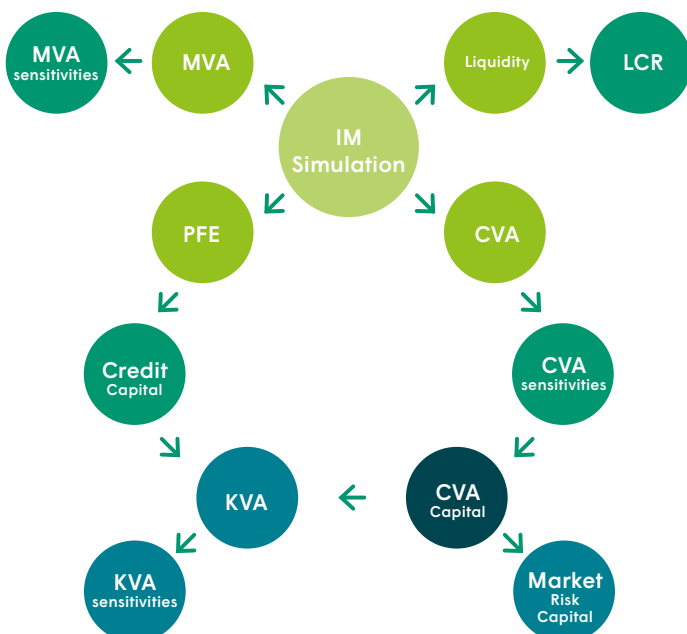 MVA
sensitivities
MVA
Liquidity
LCR
IM
Simulation
PFE
CVA
Credit
Capital
CVA
sensitivities
KVA
CVA
Capital
KVA
sensitivities
Market
Risk
Capital